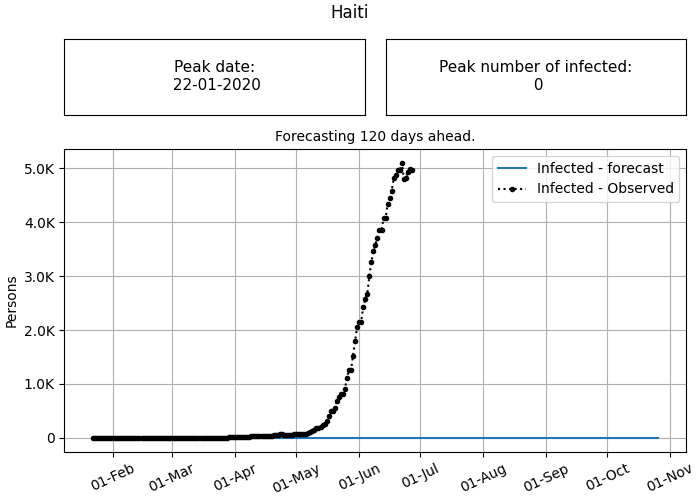 Haiti
Peak date:
22-01-2020
Peak number of infected:
0
Forecasting 120 days ahead.
Infected - forecast
Infected - Observed
Persons
5.0K
4.0K
3.0K
2.0K
1.0K
0
01-Feb
01-Mar
01-Apr
01-May
01-Jun
01-Jul
01-Aug
01-Sep
01-Oct
01-Nov